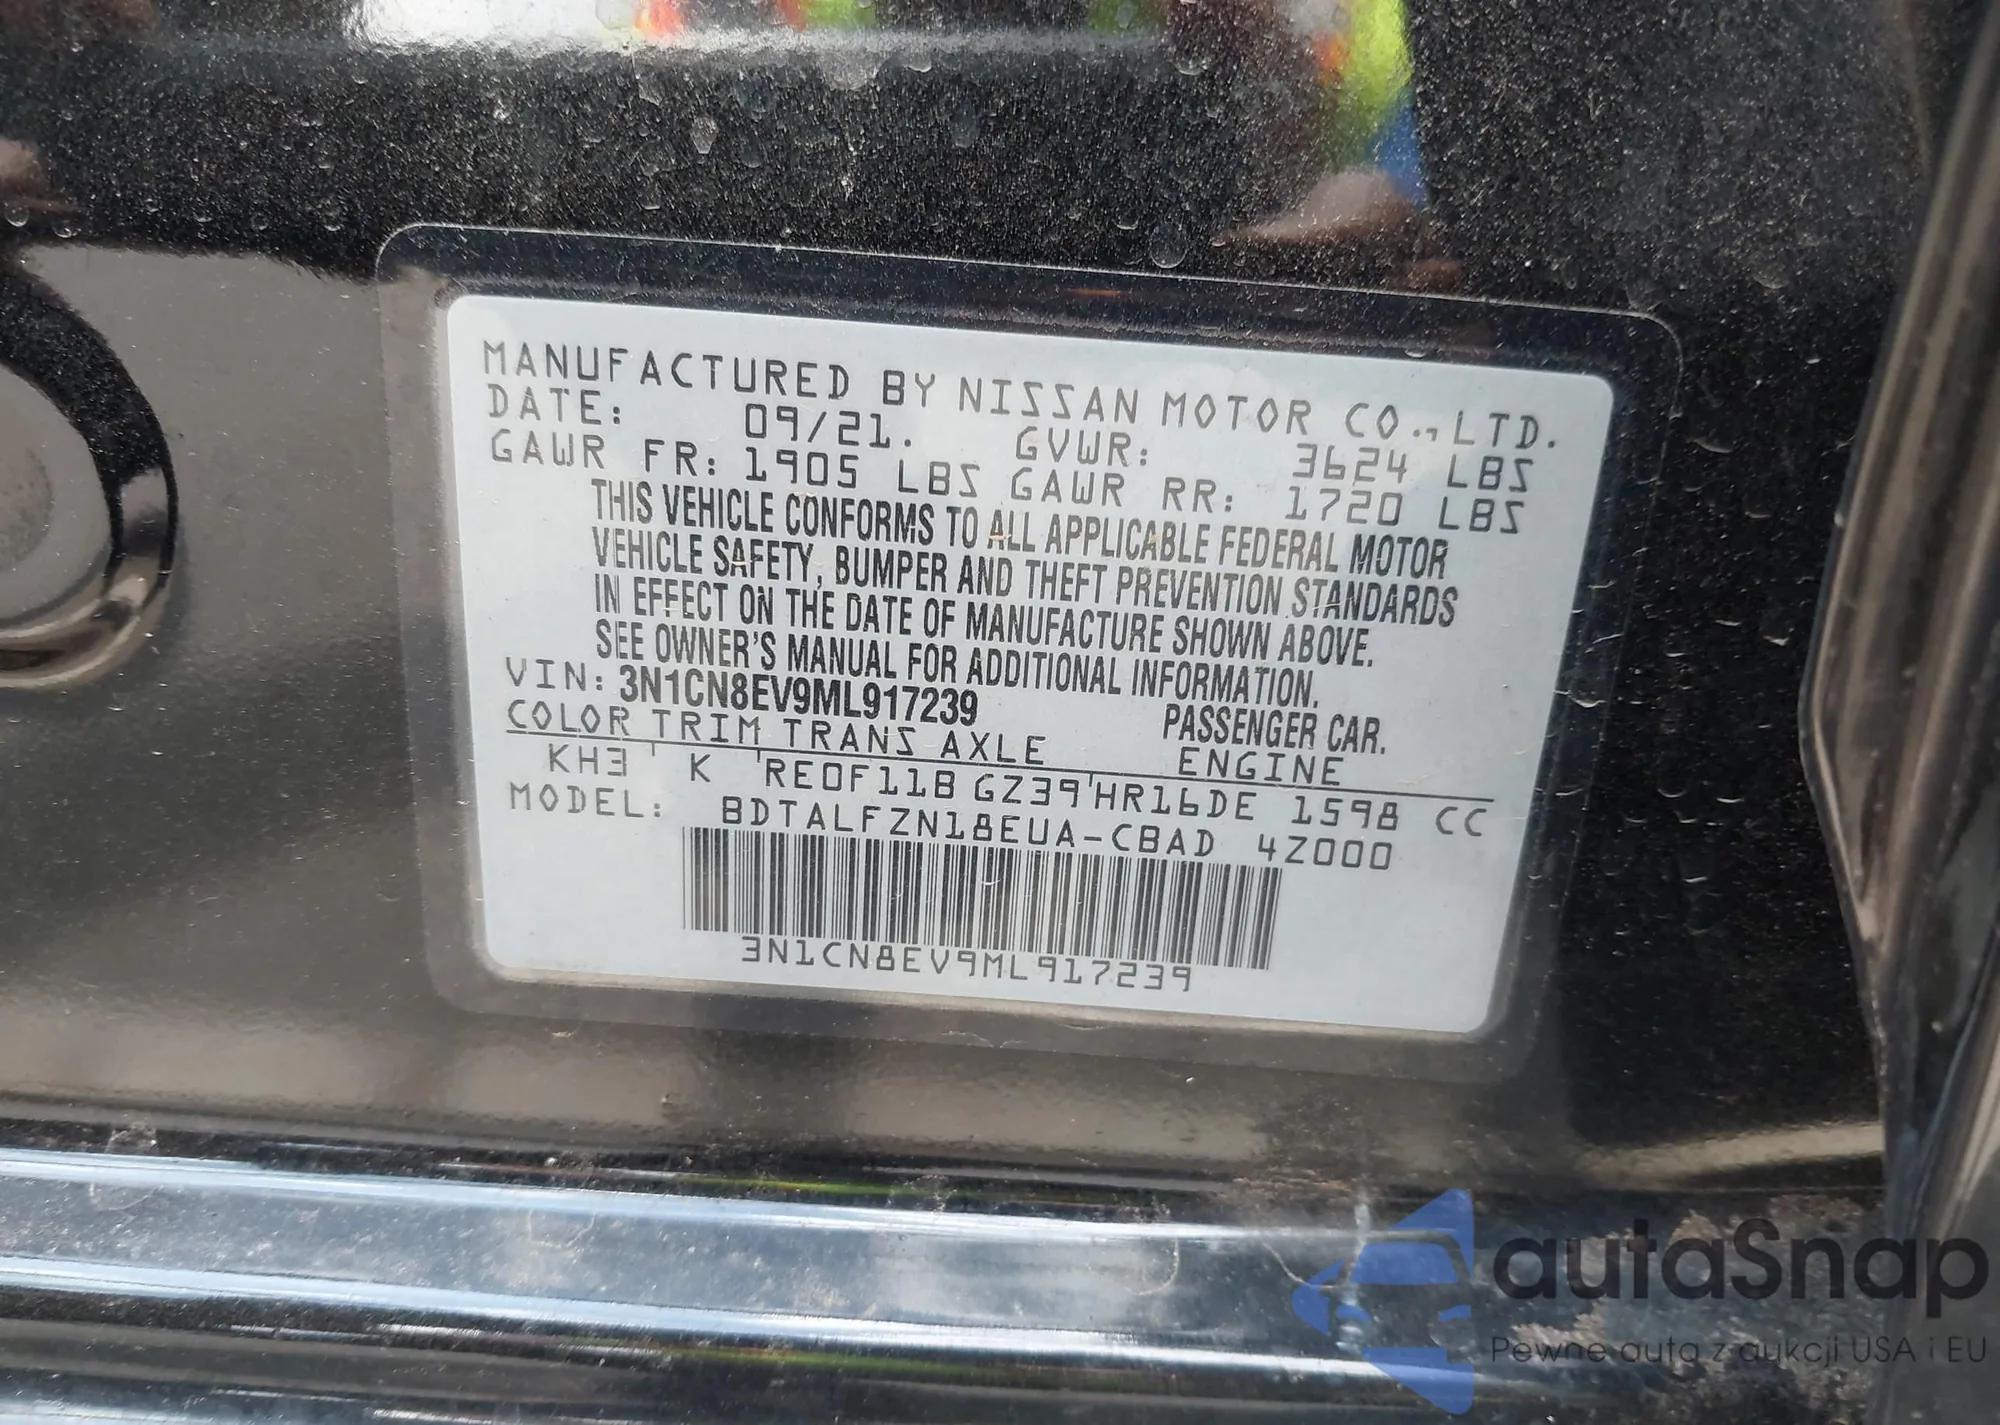 MANUFACTURED BY NISSAN MOTOR CO., LTD.
DATE: 09/21. GVWR: 3624 LBS
GAWR FR: 1905 LBS GAWR RR: 1720 LBS
THIS VEHICLE CONFORMS TO ALL APPLICABLE FEDERAL MOTOR
VEHICLE SAFETY, BUMPER AND THEFT PREVENTION STANDARDS
IN EFFECT ON THE DATE OF MANUFACTURE SHOWN ABOVE.
SEE OWNER'S MANUAL FOR ADDITIONAL INFORMATION.
VIN: 3N1CN8EV9ML917239 PASSENGER CAR.
COLOR TRIM TRANS AXLE ENGINE
KH3 K RE0F11B GZ39 HR16DE 1598 CC
MODEL: BDTALFZN18EUA-CBAD 4Z000
3N1CN8EV9ML917239
autaSnap
Pewne auta z aukcji USA i EU